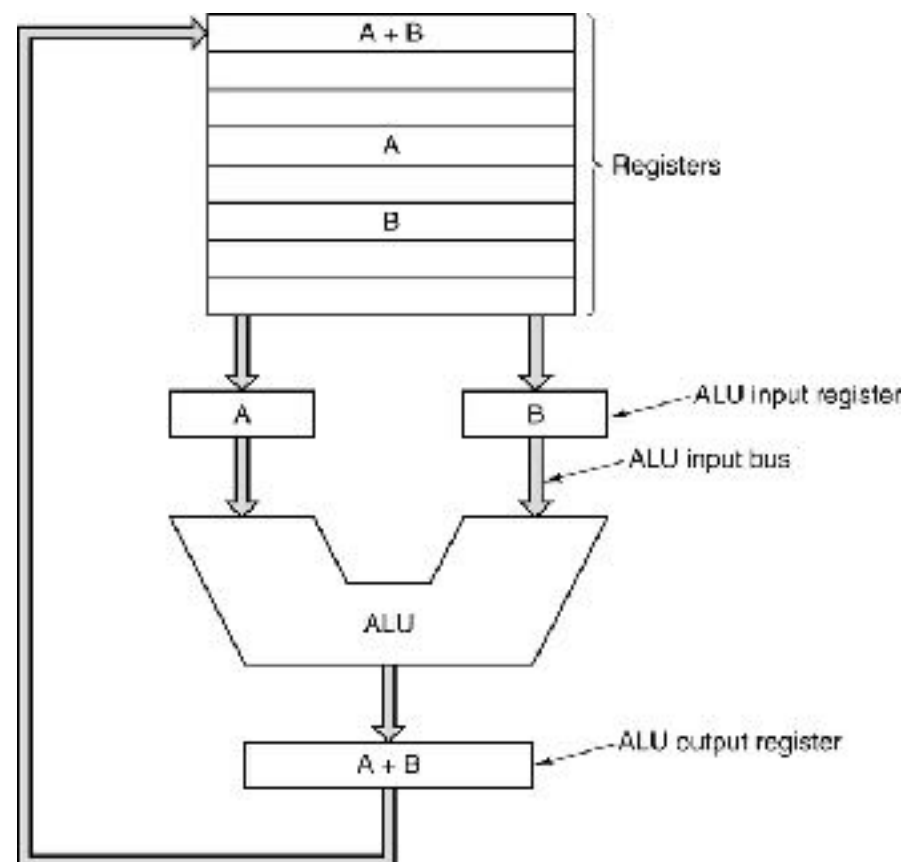 A + B
A
Registers
B
A
B
ALU input register
ALU input bus
ALU
ALU output register
A + B